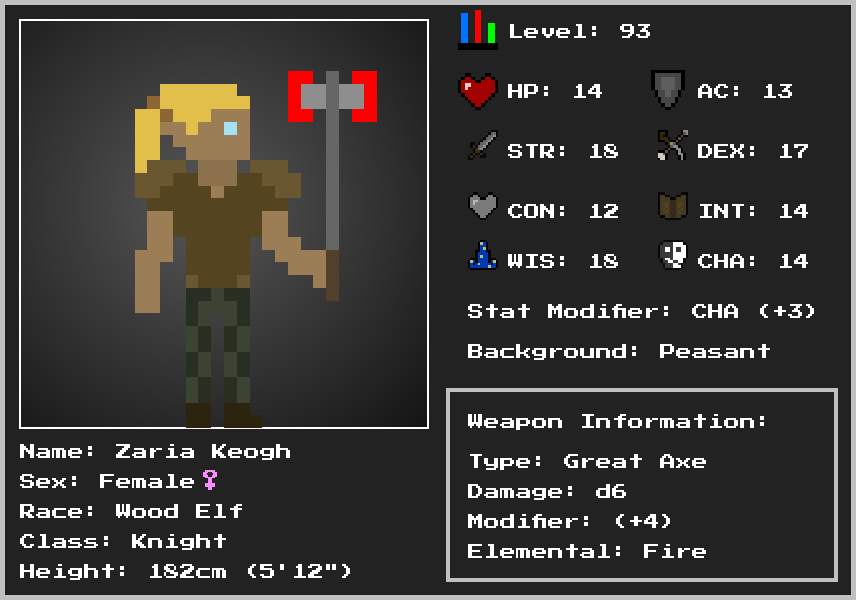 Level: 93
HP: 14
AC: 13
STR: 18
DEX: 17
CON: 12
INT: 14
WIS: 18
CHA: 14
Stat Modifier: CHA (+3)
Background: Peasant
Weapon Information:
Type: Great Axe
Damage: d6
Modifier: (+4)
Elemental: Fire
Name: Zaria Keogh
Sex: Female♀
Race: Wood Elf
Class: Knight
Height: 182cm (5'12")